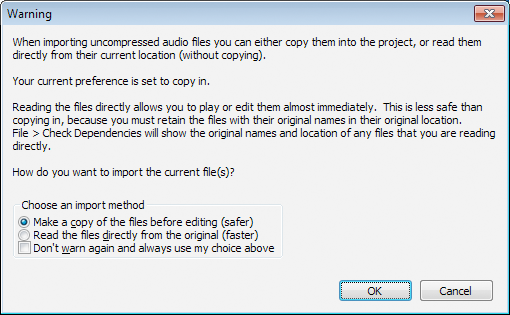 Warning
When importing uncompressed audio files you can either copy them into the project, or read them
directly from their current location (without copying).
Your current preference is set to copy in.
Reading the files directly allows you to play or edit them almost immediately.  This is less safe than
copying in, because you must retain the files with their original names in their original location.
File > Check Dependencies will show the original names and location of any files that you are reading
directly.
How do you want to import the current file(s)?
Choose an import method
Make a copy of the files before editing (safer)
Read the files directly from the original (faster)
Don't warn again and always use my choice above
OK Cancel